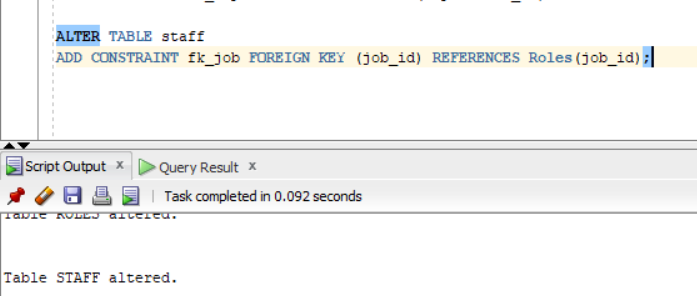 ALTER TABLE staff
ADD CONSTRAINT fk_job FOREIGN KEY (job_id) REFERENCES Roles(job_id);
Script Output x Query Result x
Task completed in 0.092 seconds
Table ROLES altered.
Table STAFF altered.